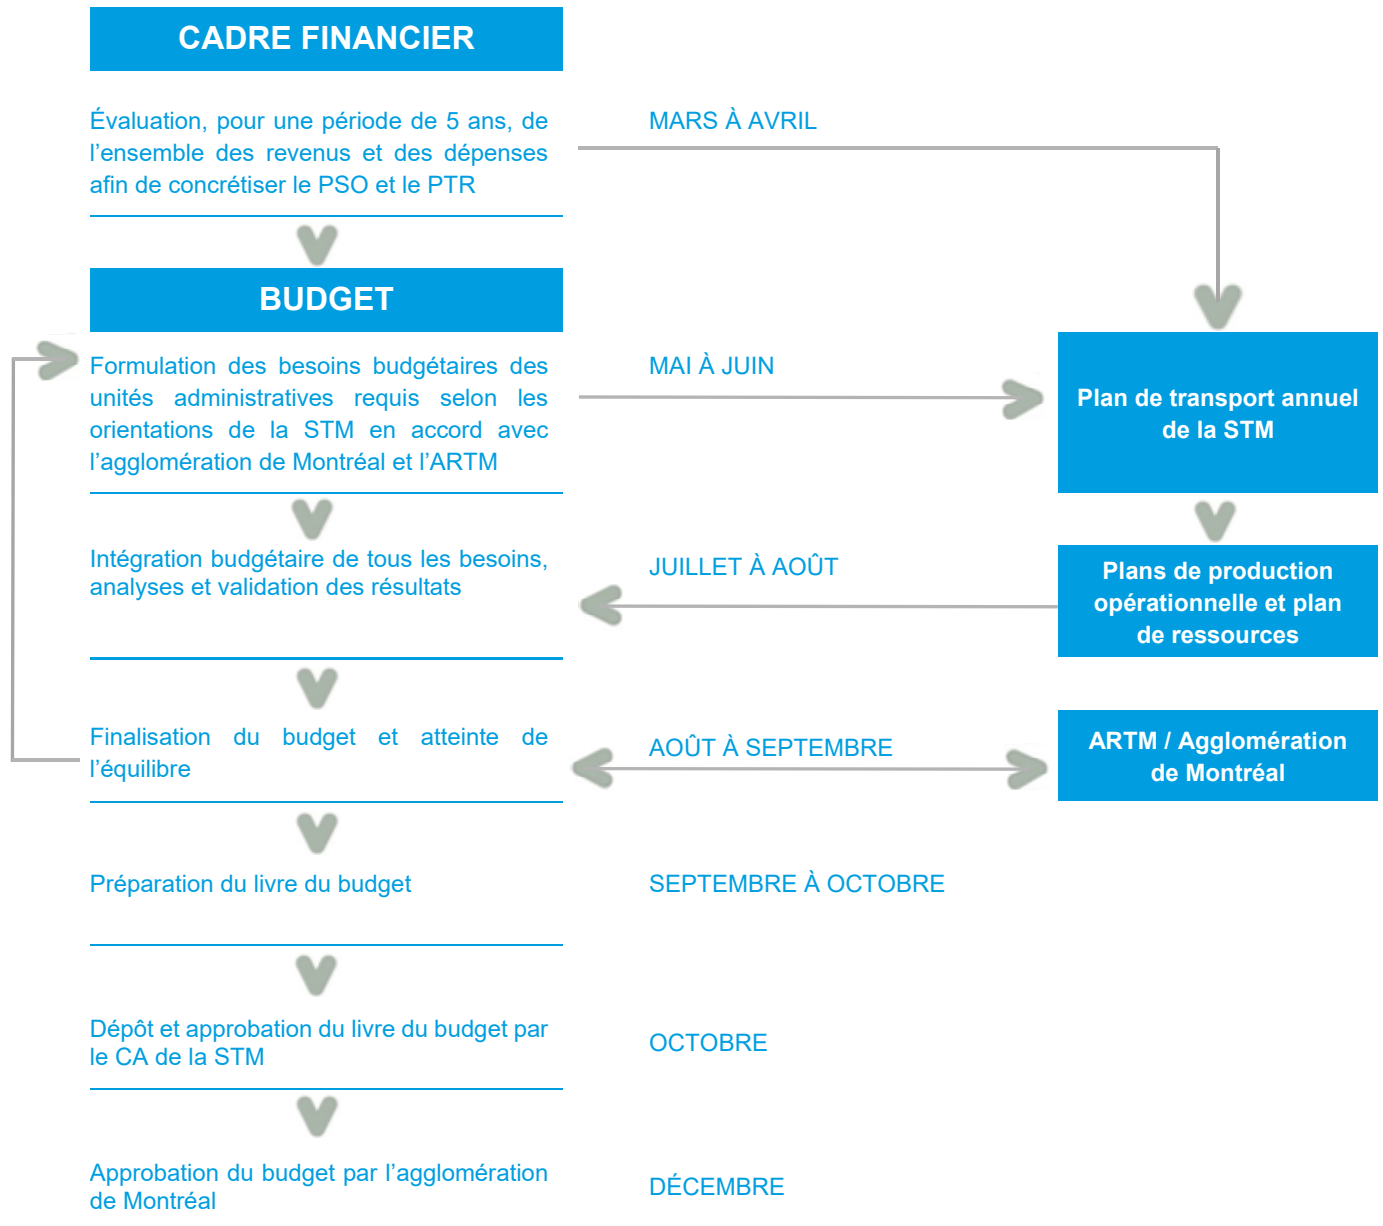 CADRE FINANCIER
Évaluation, pour une période de 5 ans, de
l’ensemble des revenus et des dépenses
afin de concrétiser le PSO et le PTR
MARS À AVRIL
BUDGET
Formulation des besoins budgétaires des
unités administratives requis selon les
orientations de la STM en accord avec
l’agglomération de Montréal et l’ARTM
MAI À JUIN
Plan de transport annuel
de la STM
Intégration budgétaire de tous les besoins,
analyses et validation des résultats
JUILLET À AOÛT
Plans de production
opérationnelle et plan
de ressources
Finalisation du budget et atteinte de
l’équilibre
AOÛT À SEPTEMBRE
ARTM / Agglomération
de Montréal
Préparation du livre du budget
SEPTEMBRE À OCTOBRE
Dépôt et approbation du livre du budget par
le CA de la STM
OCTOBRE
Approbation du budget par l’agglomération
de Montréal
DÉCEMBRE